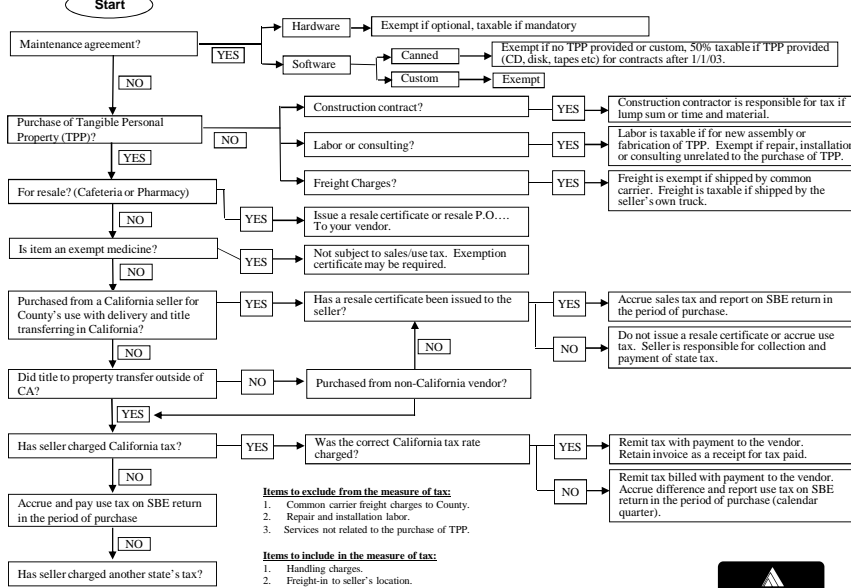 Start
Maintenance agreement?
YES
Hardware
Exempt if optional, taxable if mandatory
Software
Canned
Exempt if no TPP provided or custom, 50% taxable if TPP provided
(CD, disk, tapes etc) for contracts after 1/1/03.
Custom
Exempt
NO
Purchase of Tangible Personal
Property (TPP)?
NO
Construction contract?
YES
Construction contractor is responsible for tax if
lump sum or time and material.
Labor or consulting?
YES
Labor is taxable if for new assembly or
fabrication of TPP. Exempt if repair, installation
or consulting unrelated to the purchase of TPP.
Freight Charges?
YES
Freight is exempt if shipped by common
carrier. Freight is taxable if shipped by the
seller's own truck.
YES
For resale? (Cafeteria or Pharmacy)
YES
Issue a resale certificate or resale P.O….
To your vendor.
NO
Is item an exempt medicine?
YES
Not subject to sales/use tax. Exemption
certificate may be required.
NO
Purchased from a California seller for
County's use with delivery and title
transferring in California?
YES
Has a resale certificate been issued to the
seller?
YES
Accrue sales tax and report on SBE return in
the period of purchase.
NO
Do not issue a resale certificate or accrue use
tax. Seller is responsible for collection and
payment of state tax.
NO
NO
Did title to property transfer outside of
CA?
NO
Purchased from non-California vendor?
YES
Has seller charged California tax?
YES
Was the correct California tax rate
charged?
YES
Remit tax with payment to the vendor.
Retain invoice as a receipt for tax paid.
NO
Remit tax billed with payment to the vendor.
Accrue difference and report use tax on SBE
return in the period of purchase (calendar
quarter).
NO
Accrue and pay use tax on SBE return
in the period of purchase
NO
Has seller charged another state's tax?
Items to exclude from the measure of tax:
1. Common carrier freight charges to County.
2. Repair and installation labor.
3. Services not related to the purchase of TPP.
Items to include in the measure of tax:
1. Handling charges.
2. Freight-in to seller's location.